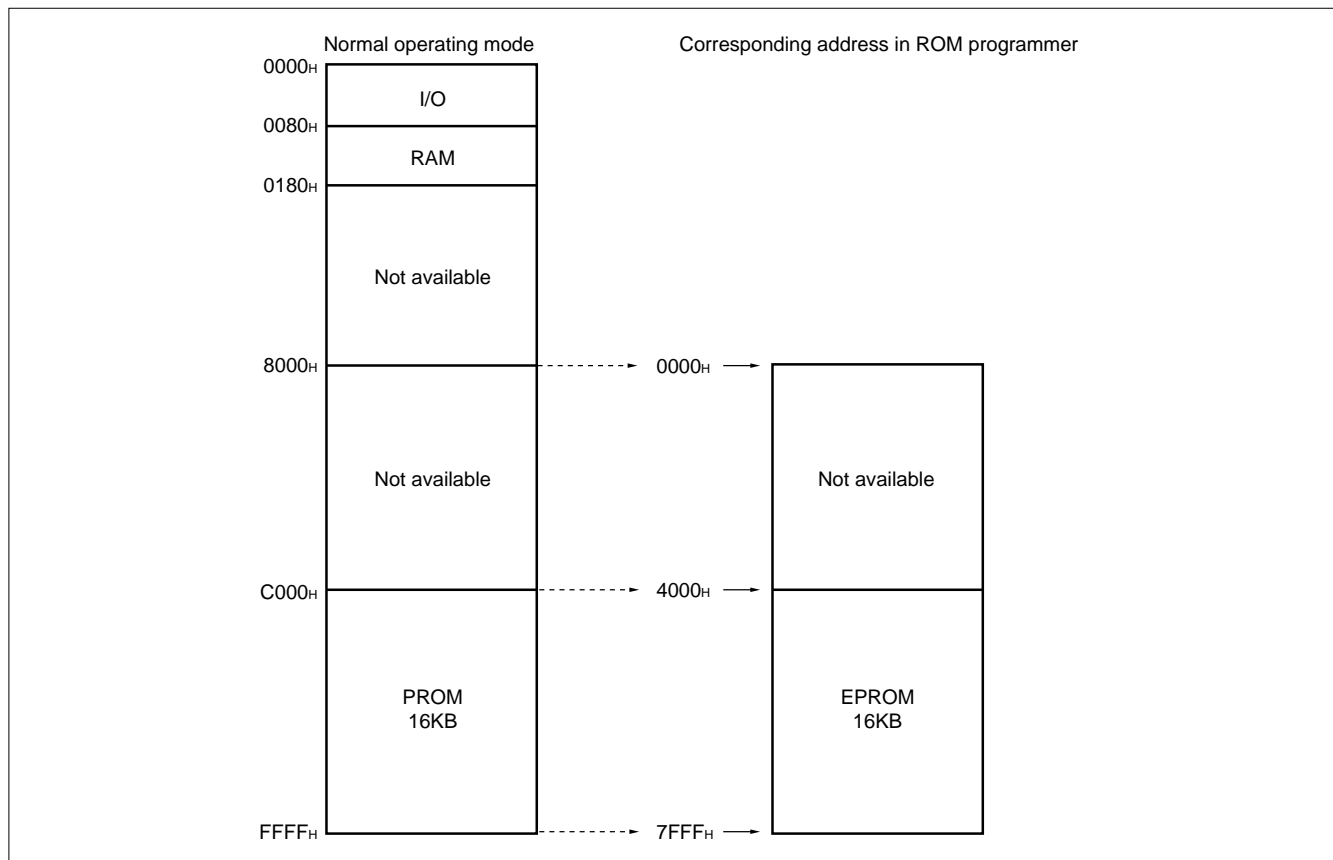 Normal operating mode
Corresponding address in ROM programmer
0000H
I/O
0080H
RAM
0180H
Not available
8000H
0000H
Not available
Not available
C000H
4000H
PROM
16KB
EPROM
16KB
FFFFH
7FFFH